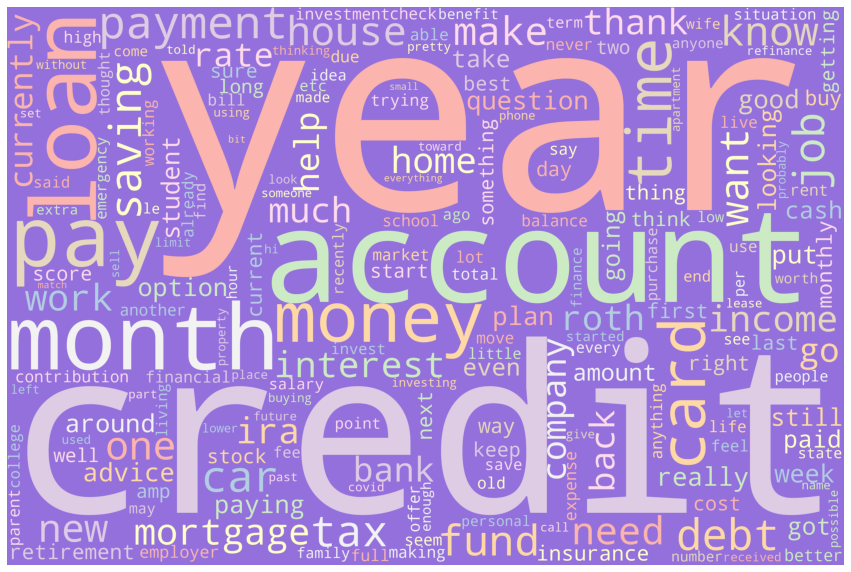 payment
house
investment
check
benefit
make
term
thank
wife
situation
know
getting
high
come
told
thinking
able
pretty
never
two
anyone
refinance
currently
without
loan
set
thought
saving
rate
sure
long
idea
etc
made
due
take
best
trying
bill
using
bit
small
phone
toward
question
time
good
buy
apartment
live
looking
want
job
probably
year
working
emergency
student
already
find
help
home
say
day
look
someone
everything
something
thing
much
school
ago
balance
think
low
rent
cash
said
extra
le
pay
limit
hi
account
going
purchase
use
put
monthly
score
sell
current
hour
recently
market
start
lot
total
finance
end
per
worth
match
work
option
another
money
plan
roth
first
lease
see
income
last
month
property
interest
invest
move
little
started
every
card
go
right
amount
people
contribution
financial
place
salary
investing
even
company
left
part
living
buying
future
lower
give
anything
life
let
still
around
used
one
ira
point
next
way
back
feel
state
paid
college
well
stock
fee
past
keep
save
advice
car
bank
covid
offer
enough
old
expense
really
week
name
parent
amp
may
paying
credit
cost
got
possible
new
mortgage
tax
seem
fund
personal
call
need
debt
retirement
employer
family
full
making
insurance
number
received
better